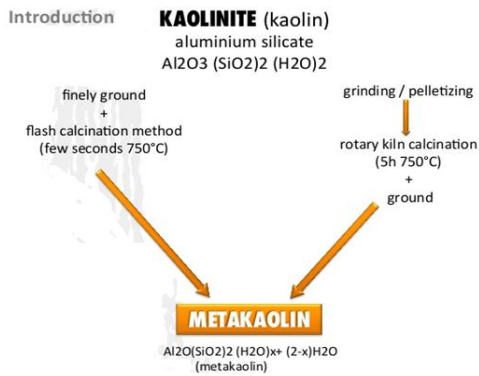 Introduction
KAOLINITE (kaolin)
aluminium silicate
Al2O3 (SiO2)2 (H2O)2
finely ground
+
flash calcination method
(few seconds 750°C)
grinding / pelletizing
rotary kiln calcination
(5h 750°C)
+
ground
METAKAOLIN
Al2O(SiO2)2 (H2O)x+ (2-x)H2O
(metakaolin)